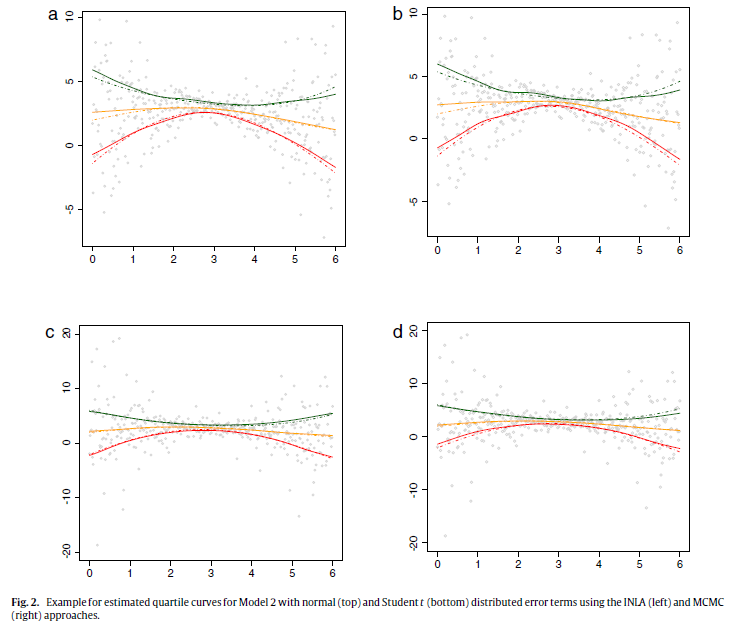 a
10
5
0
-5
0 1 2 3 4 5 6
b
10
5
0
-5
0 1 2 3 4 5 6
c
20
10
0
-10
-20
0 1 2 3 4 5 6
d
20
10
0
-10
-20
0 1 2 3 4 5 6
Fig. 2. Example for estimated quartile curves for Model 2 with normal (top) and Student t (bottom) distributed error terms using the INLA (left) and MCMC
(right) approaches.